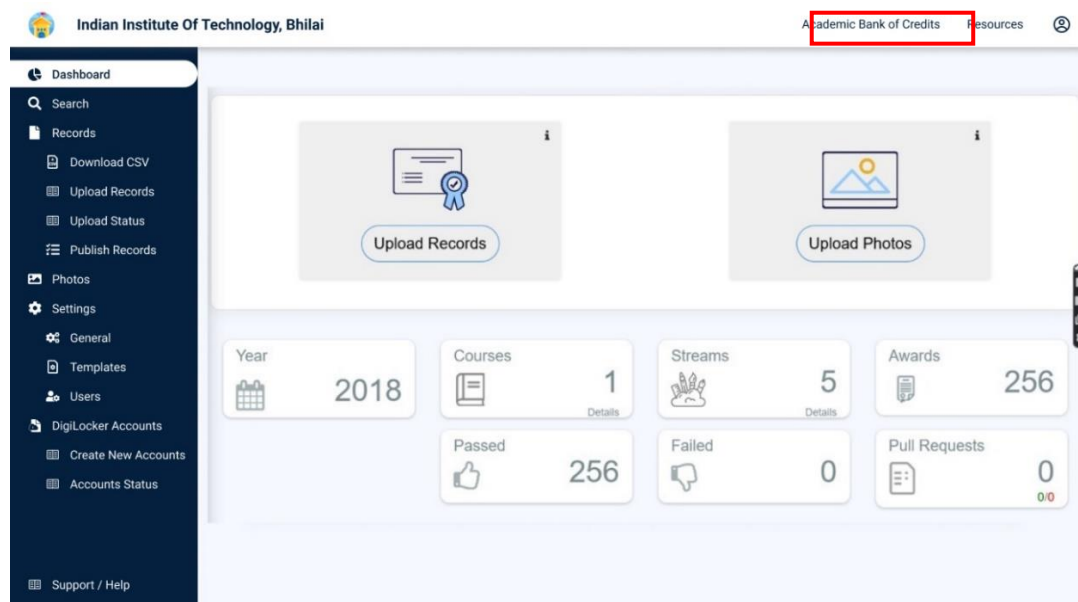 Indian Institute Of Technology, Bhilai
Academic Bank of Credits
Resources
Dashboard
Search
Records
Download CSV
Upload Records
Upload Status
Publish Records
Photos
Settings
General
Templates
Users
DigiLocker Accounts
Create New Accounts
Accounts Status
Support / Help
i
Upload Records
i
Upload Photos
Year
2018
Courses
1
Details
Streams
5
Details
Awards
256
Passed
256
Failed
0
Pull Requests
0
0/0